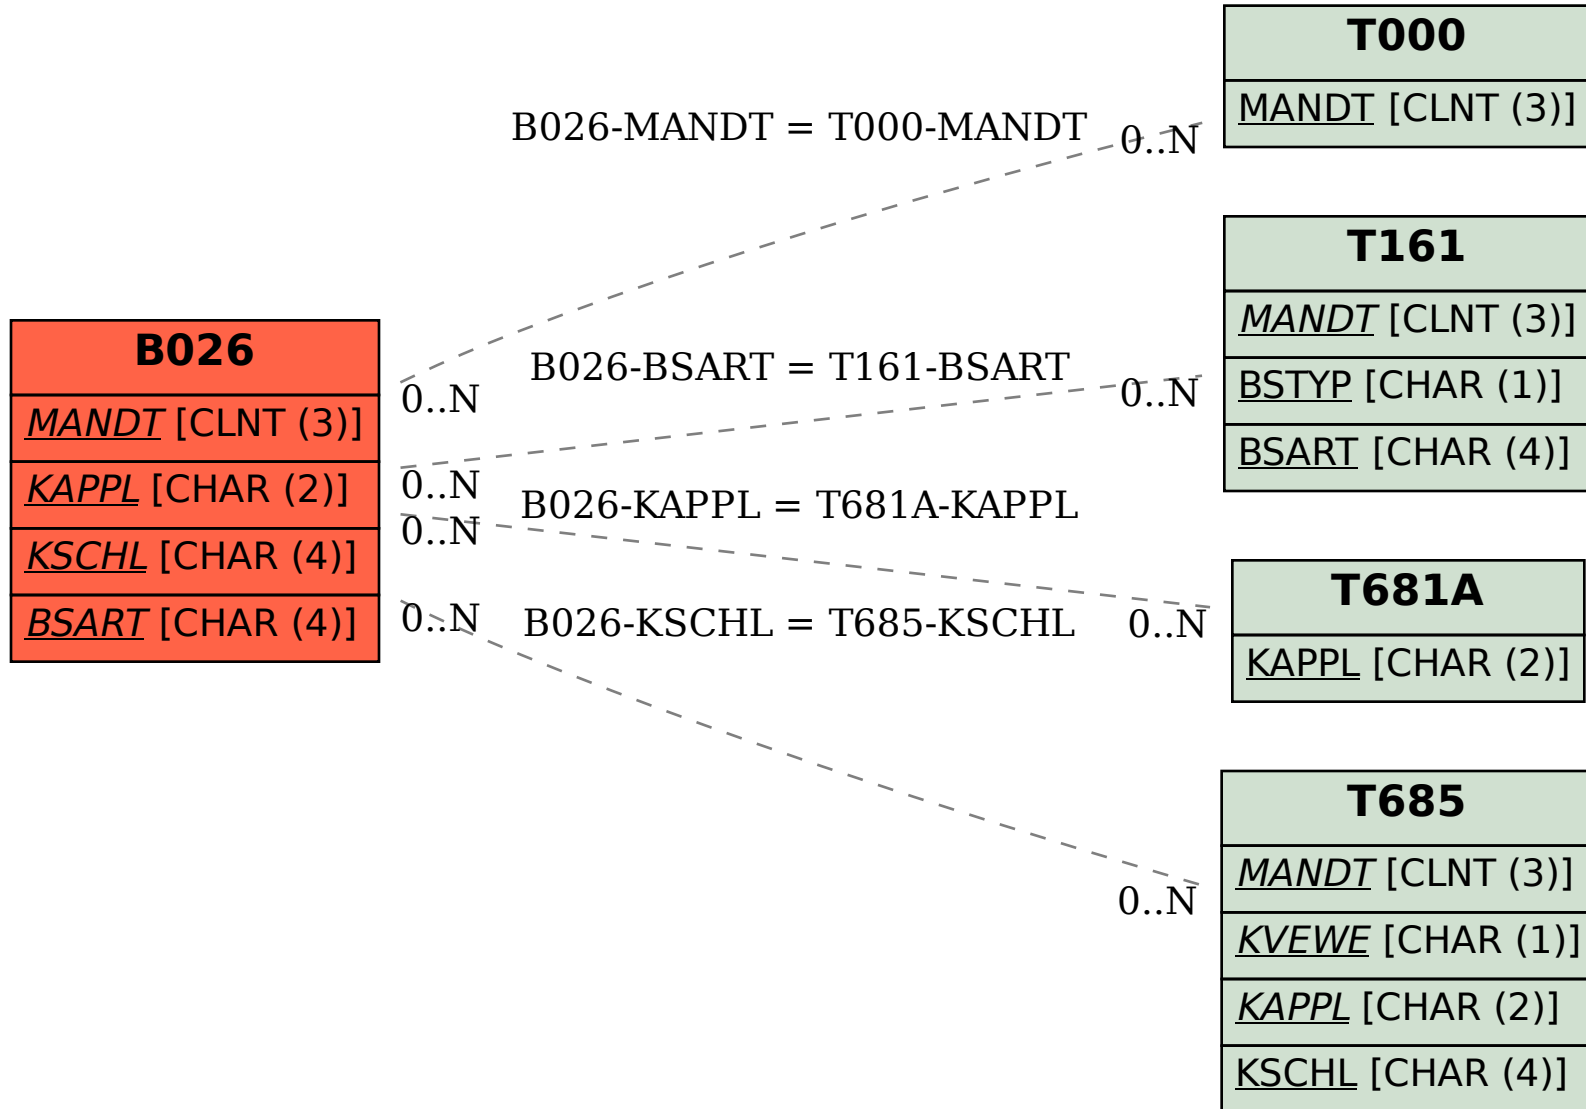 T000
MANDT [CLNT (3)]
B026-MANDT = T000-MANDT
0..N
T161
MANDT [CLNT (3)]
BSTYP [CHAR (1)]
BSART [CHAR (4)]
B026
MANDT [CLNT (3)]
KAPPL [CHAR (2)]
KSCHL [CHAR (4)]
BSART [CHAR (4)]
0..N
B026-BSART = T161-BSART
0..N
0..N
B026-KAPPL = T681A-KAPPL
0..N
0..N
B026-KSCHL = T685-KSCHL
0..N
T681A
KAPPL [CHAR (2)]
T685
MANDT [CLNT (3)]
KVEWE [CHAR (1)]
KAPPL [CHAR (2)]
KSCHL [CHAR (4)]
0..N